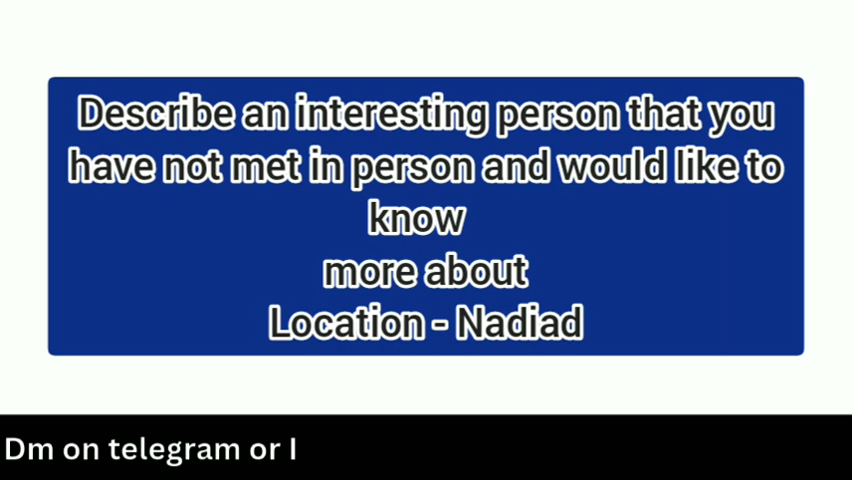 Describe an interesting person that you
have not met in person and would like to
know
more about
Location - Nadiad
Dm on telegram or I